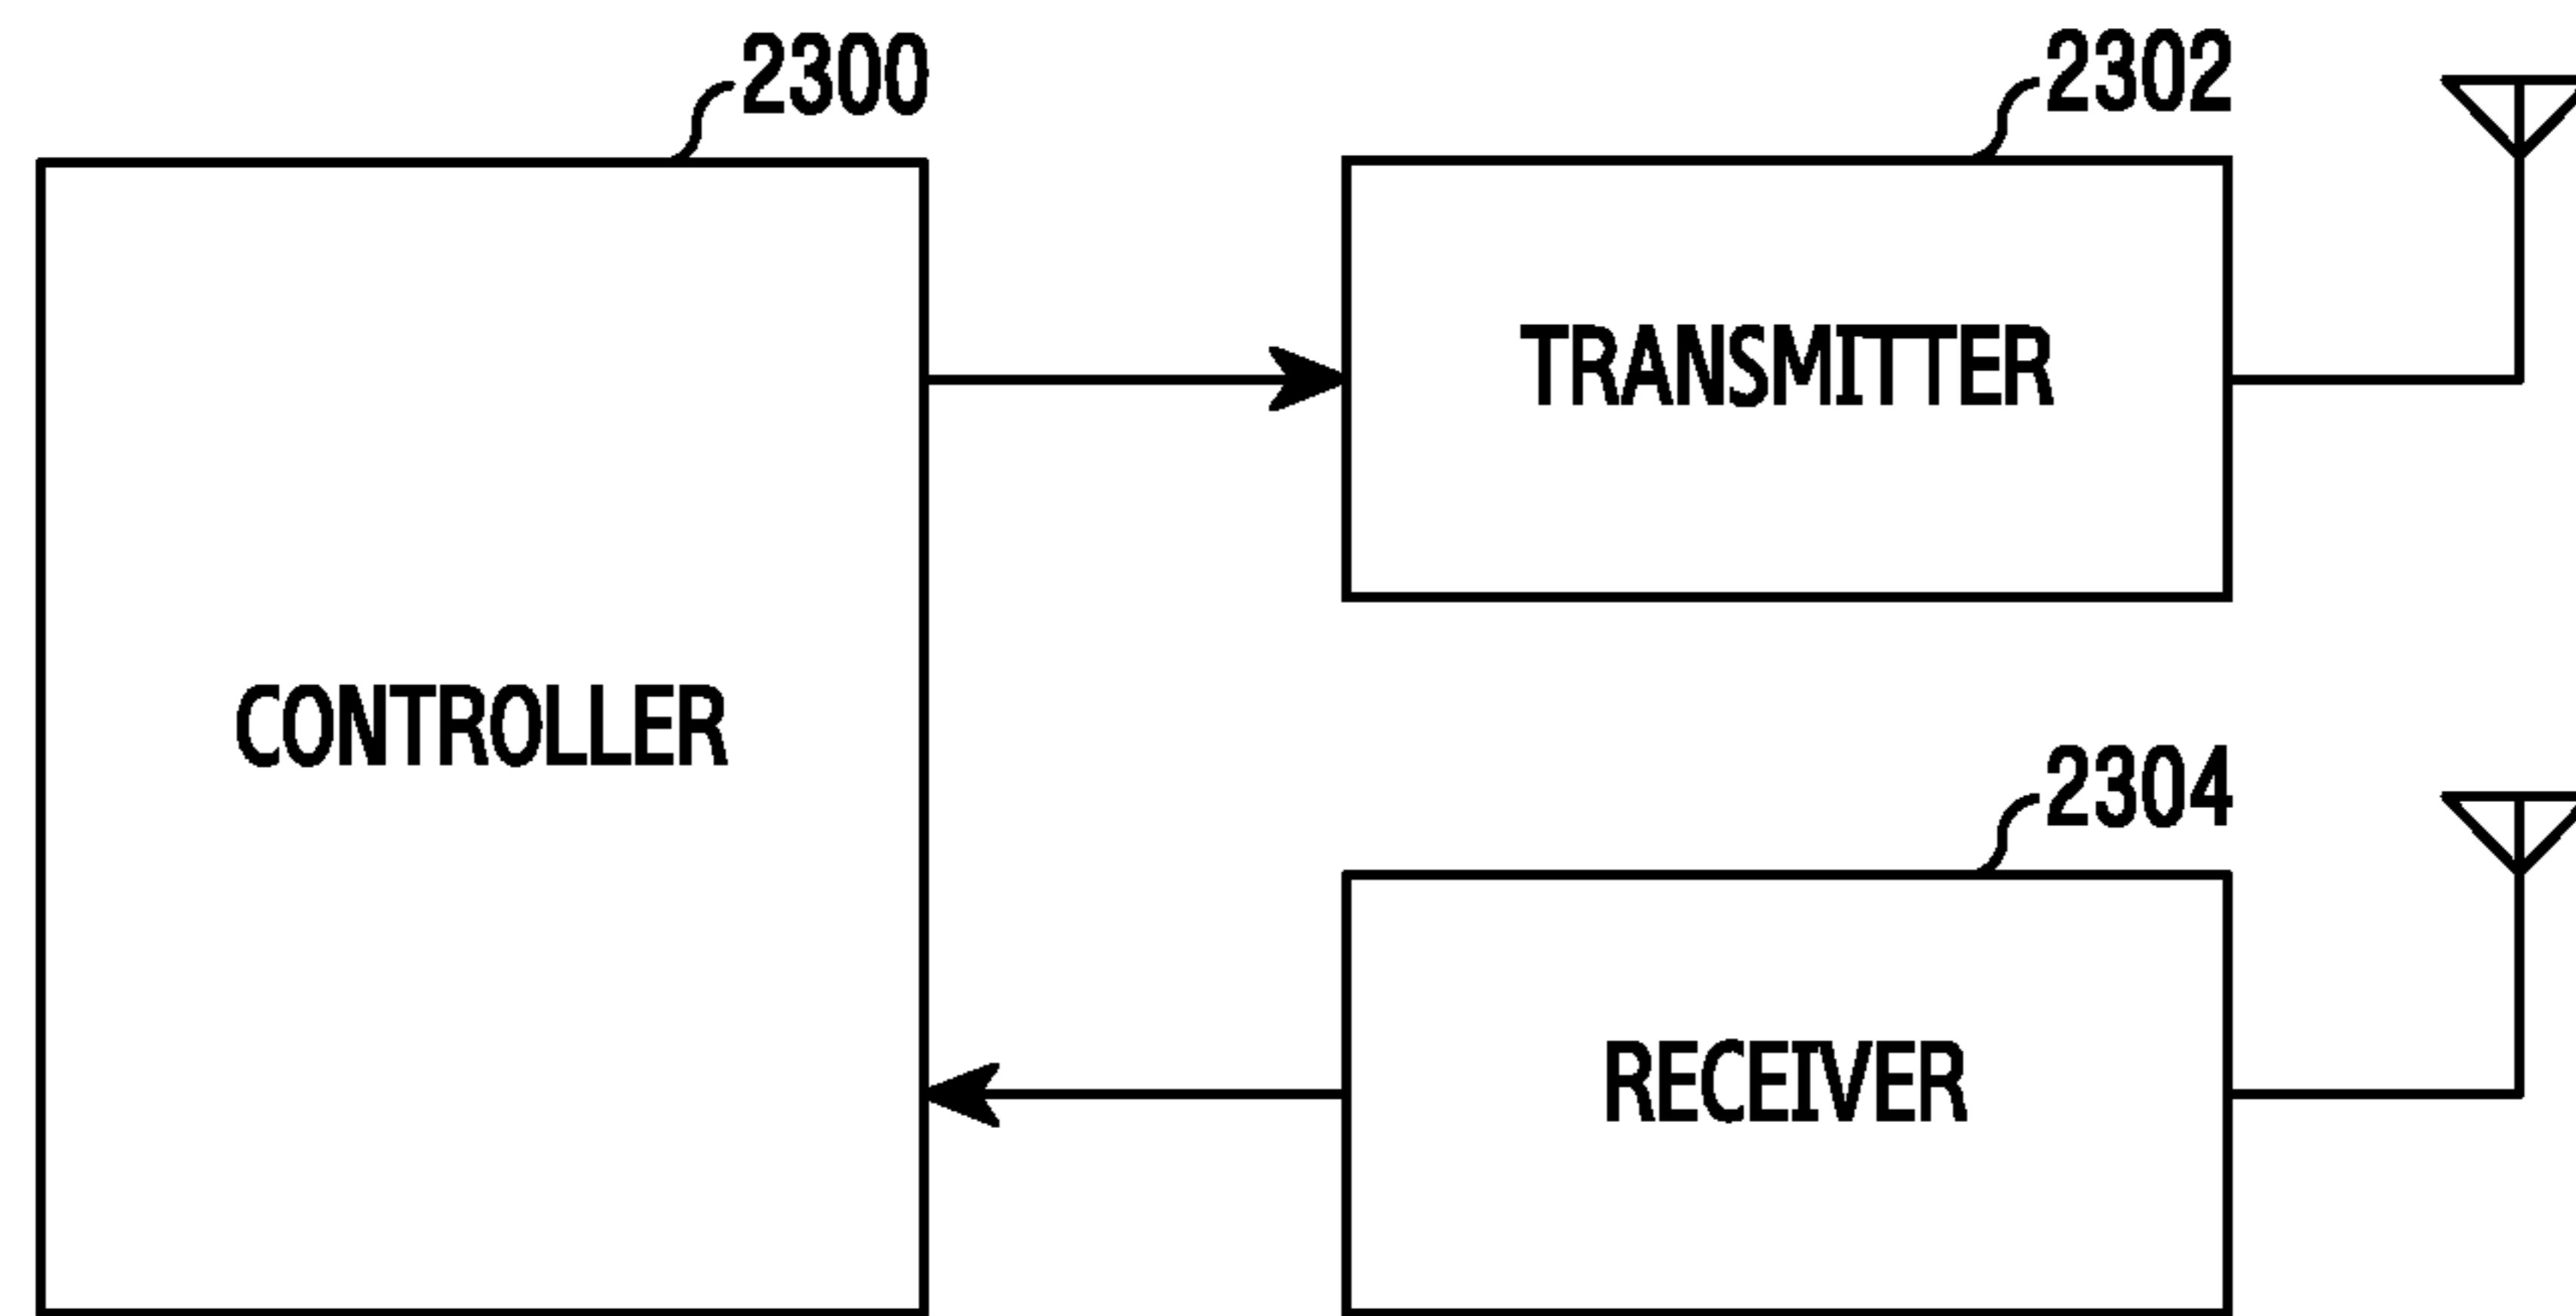 2300
CONTROLLER
2302
TRANSMITTER
2304
RECEIVER